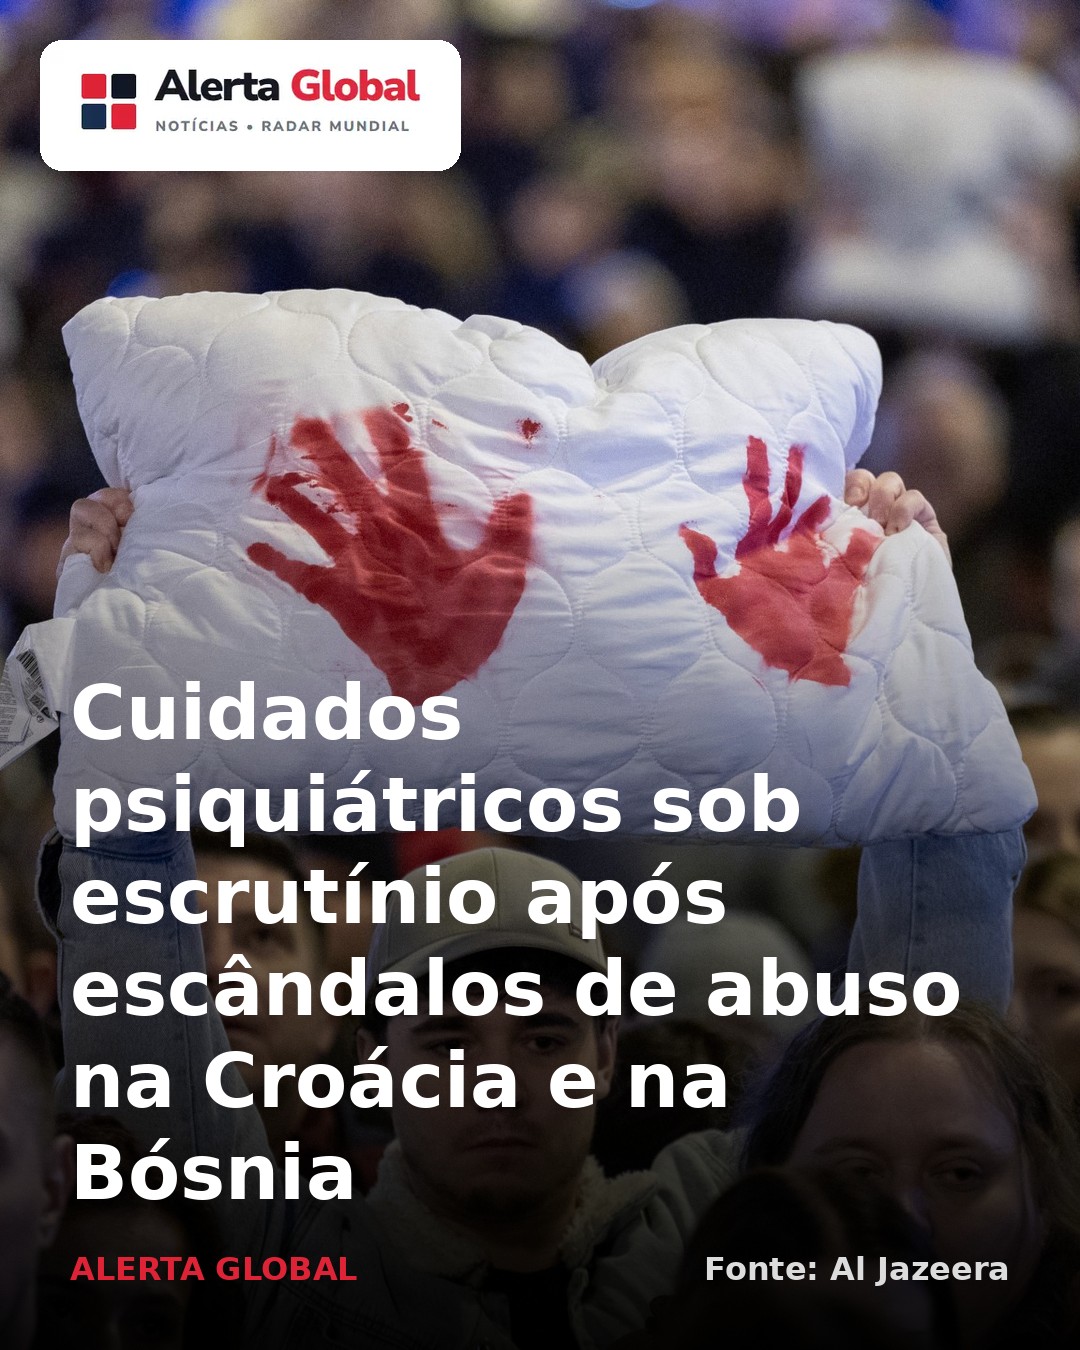 Alerta Global
NOTÍCIAS • RADAR MUNDIAL
Cuidados
psiquiátricos sob
escrutínio após
escândalos de abuso
na Croácia e na
Bósnia
ALERTA GLOBAL
Fonte: Al Jazeera